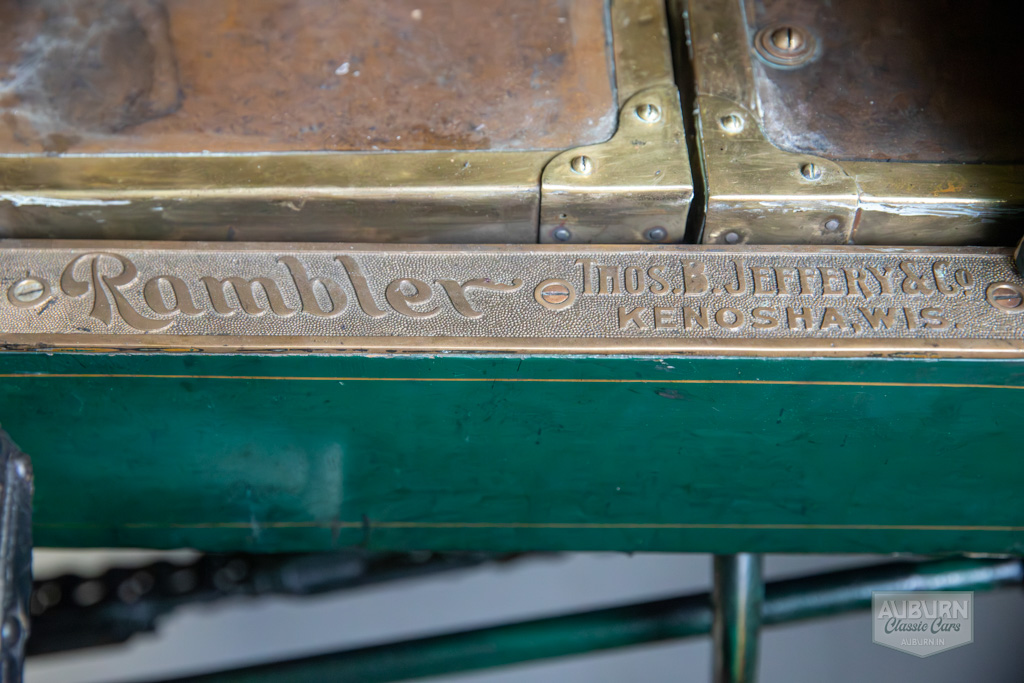 Rambler
THOS. B. JEFFERY & CO
KENOSHA, WIS.
AUBURN
Classic Cars
AUBURN IN